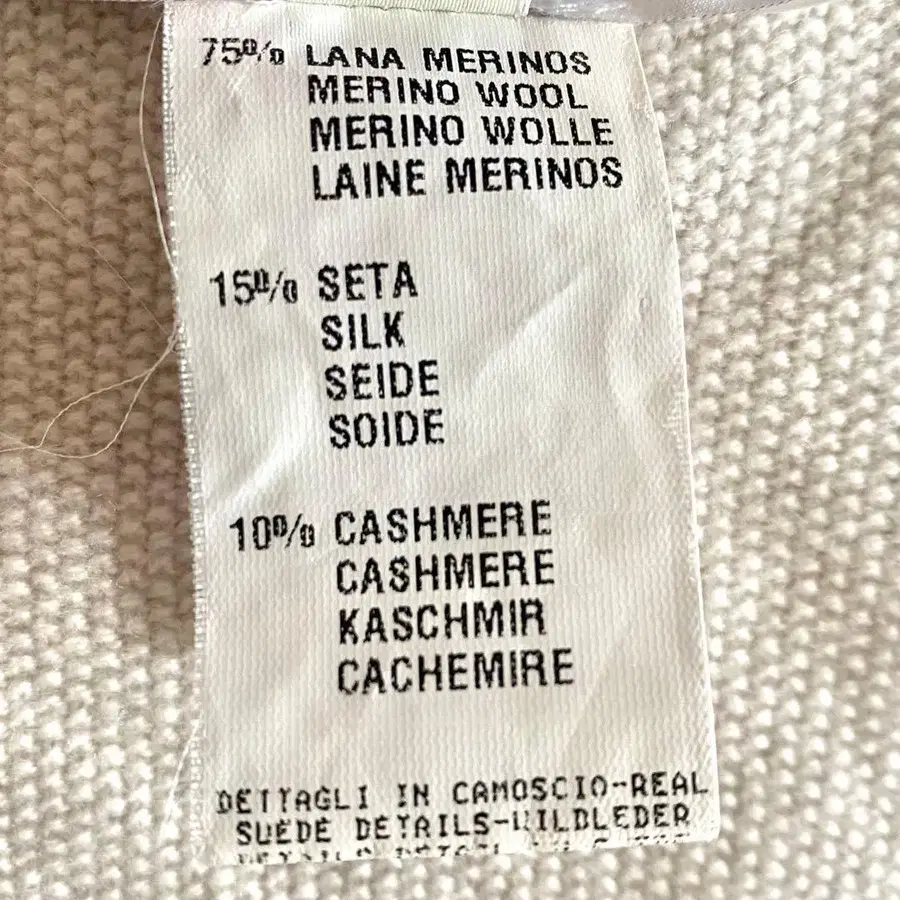 75% LANA MERINOS
MERINO WOOL
MERINO WOLLE
LAINE MERINOS
15% SETA
SILK
SEIDE
SOIDE
10% CASHMERE
CASHMERE
KASCHMIR
CACHEMIRE
DETTAGLI IN CAMOSCIO-REAL
SUEDE DETAILS-WILDLEDER